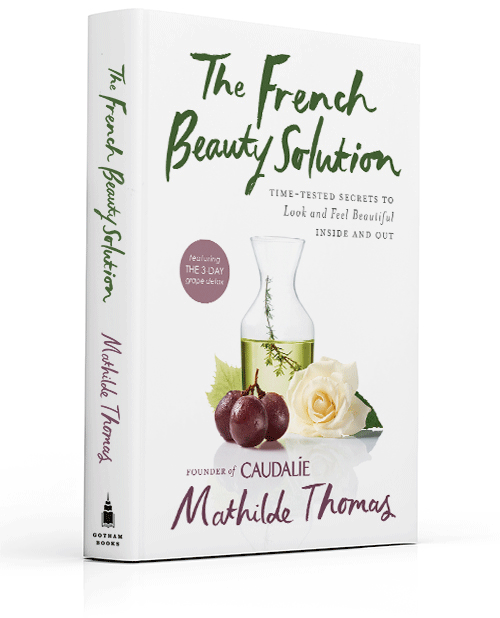 The French
Beauty Solution
TIME-TESTED SECRETS TO
Look and Feel Beautiful
INSIDE AND OUT
featuring
THE 3-DAY
grape detox
FOUNDER of CAUDALÍE
Mathilde Thomas
The French Beauty Solution
Mathilde Thomas
GOTHAM
BOOKS